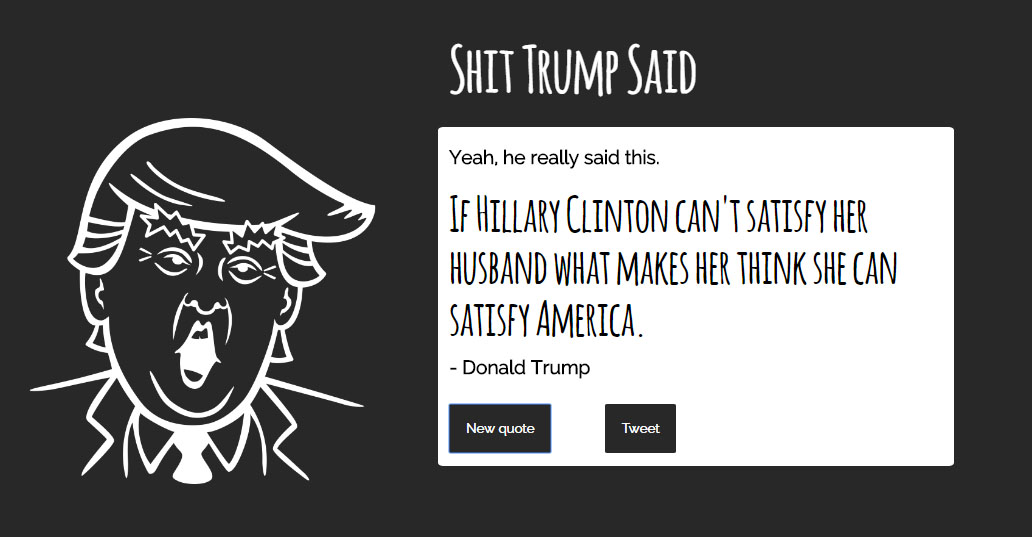 Shit Trump Said
Yeah, he really said this.
If Hillary Clinton can't satisfy her
husband what makes her think she can
satisfy America.
- Donald Trump
New quote
Tweet